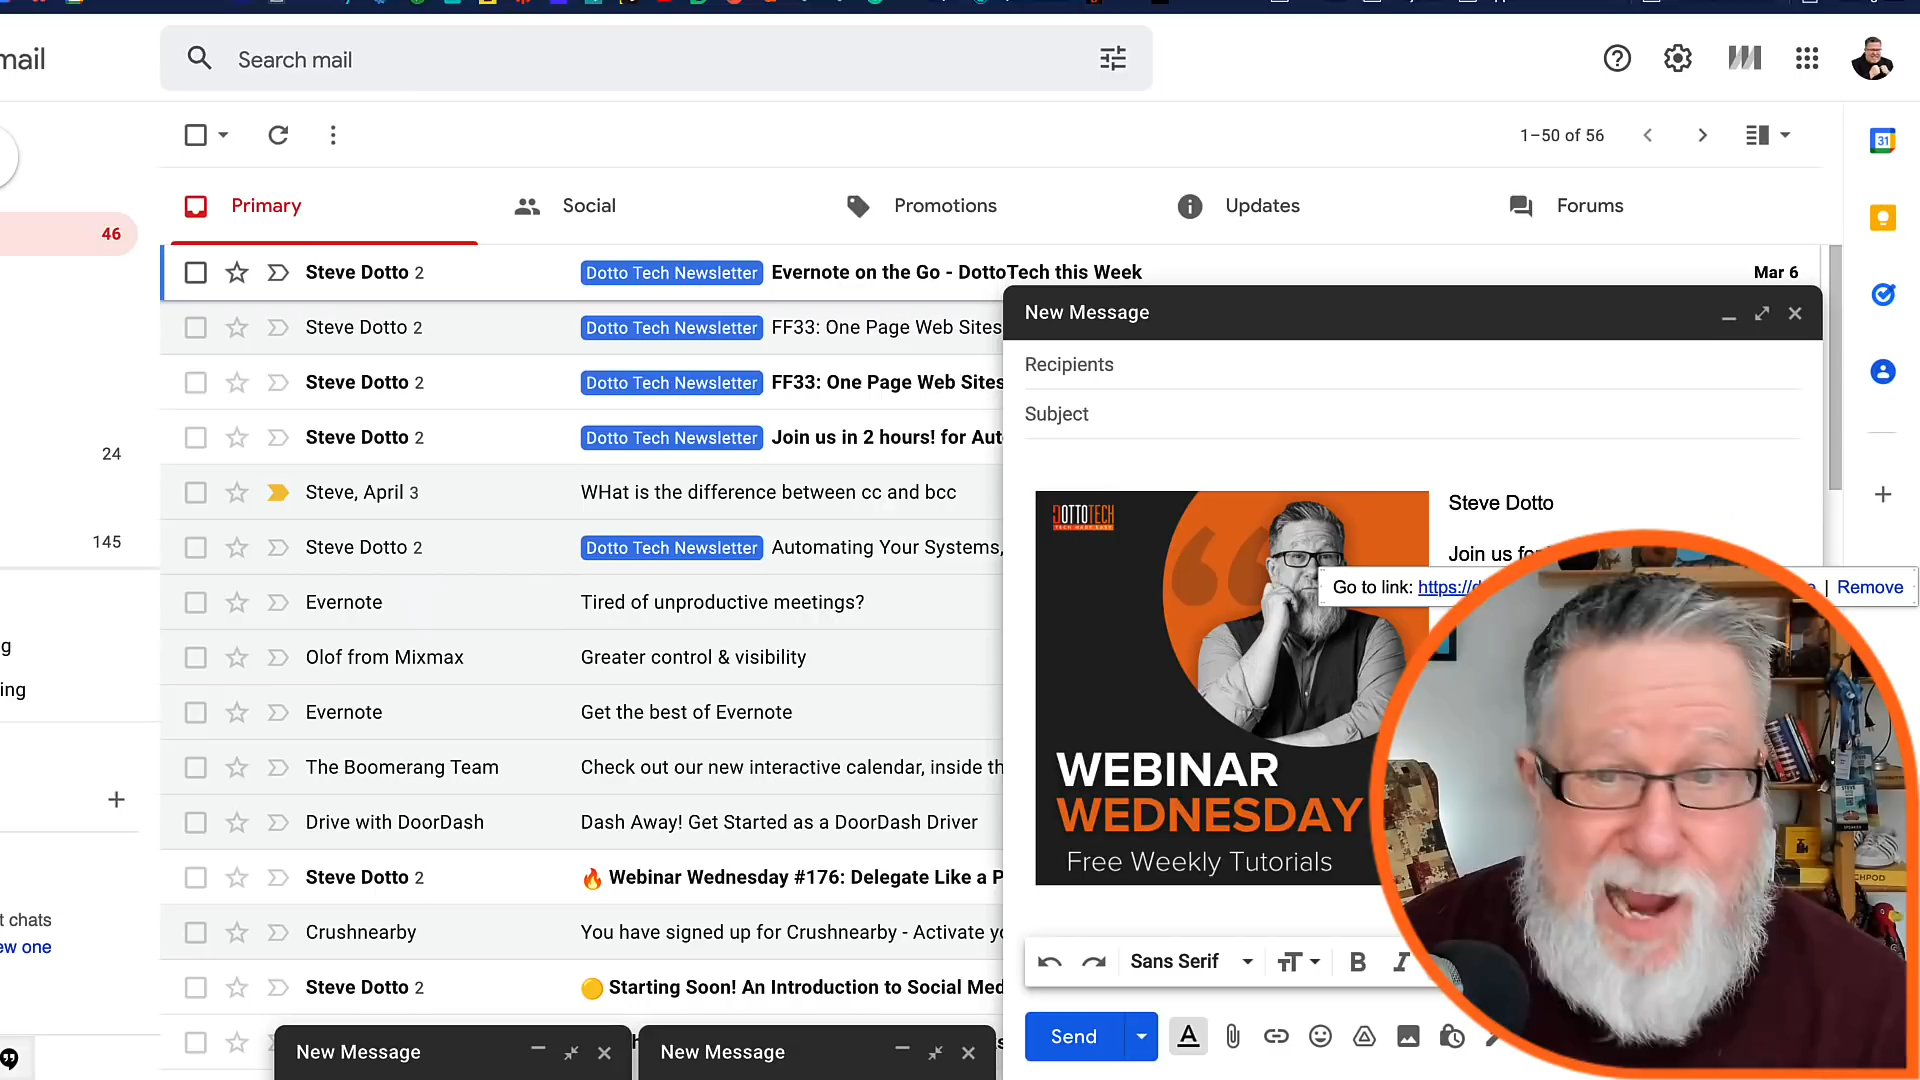 mail
Search mail
46
24
145
g
ing
t chats
ew one
1–50 of 56
31
Primary
Social
Promotions
Updates
Forums
Steve Dotto 2 Dotto Tech Newsletter Evernote on the Go - DottoTech this Week Mar 6
Steve Dotto 2 Dotto Tech Newsletter FF33: One Page Web Sites
Steve Dotto 2 Dotto Tech Newsletter FF33: One Page Web Sites
Steve Dotto 2 Dotto Tech Newsletter Join us in 2 hours! for Aut
Steve, April 3 WHat is the difference between cc and bcc
Steve Dotto 2 Dotto Tech Newsletter Automating Your Systems,
Evernote Tired of unproductive meetings?
Olof from Mixmax Greater control & visibility
Evernote Get the best of Evernote
The Boomerang Team Check out our new interactive calendar, inside th
Drive with DoorDash Dash Away! Get Started as a DoorDash Driver
Steve Dotto 2 Webinar Wednesday #176: Delegate Like a P
Crushnearby You have signed up for Crushnearby - Activate yo
Steve Dotto 2 Starting Soon! An Introduction to Social Med
New Message
New Message
New Message
Recipients
Subject
DOTTOTECH
TECH MADE EASY
WEBINAR
WEDNESDAY
Free Weekly Tutorials
Steve Dotto
Join us for
Go to link: https://d e | Remove
Sans Serif
B I
Send
A